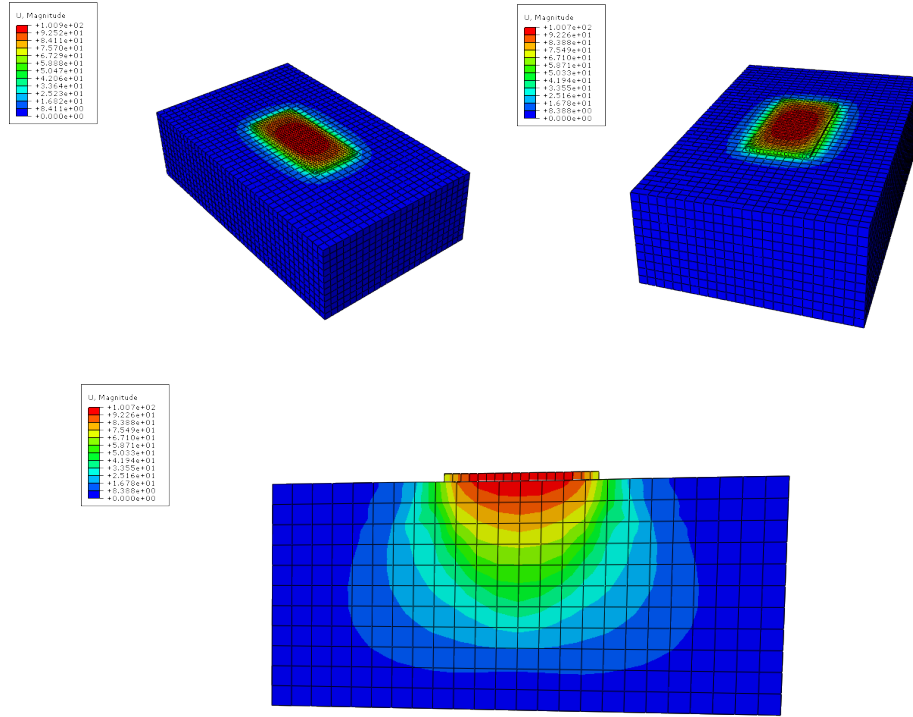 U, Magnitude
+1.009e+02
+9.252e+01
+8.411e+01
+7.570e+01
+6.729e+01
+5.888e+01
+5.047e+01
+4.206e+01
+3.364e+01
+2.523e+01
+1.682e+01
+8.411e+00
+0.000e+00
U, Magnitude
+1.007e+02
+9.226e+01
+8.388e+01
+7.549e+01
+6.710e+01
+5.871e+01
+5.033e+01
+4.194e+01
+3.355e+01
+2.516e+01
+1.678e+01
+8.388e+00
+0.000e+00
U, Magnitude
+1.007e+02
+9.226e+01
+8.388e+01
+7.549e+01
+6.710e+01
+5.871e+01
+5.033e+01
+4.194e+01
+3.355e+01
+2.516e+01
+1.678e+01
+8.388e+00
+0.000e+00